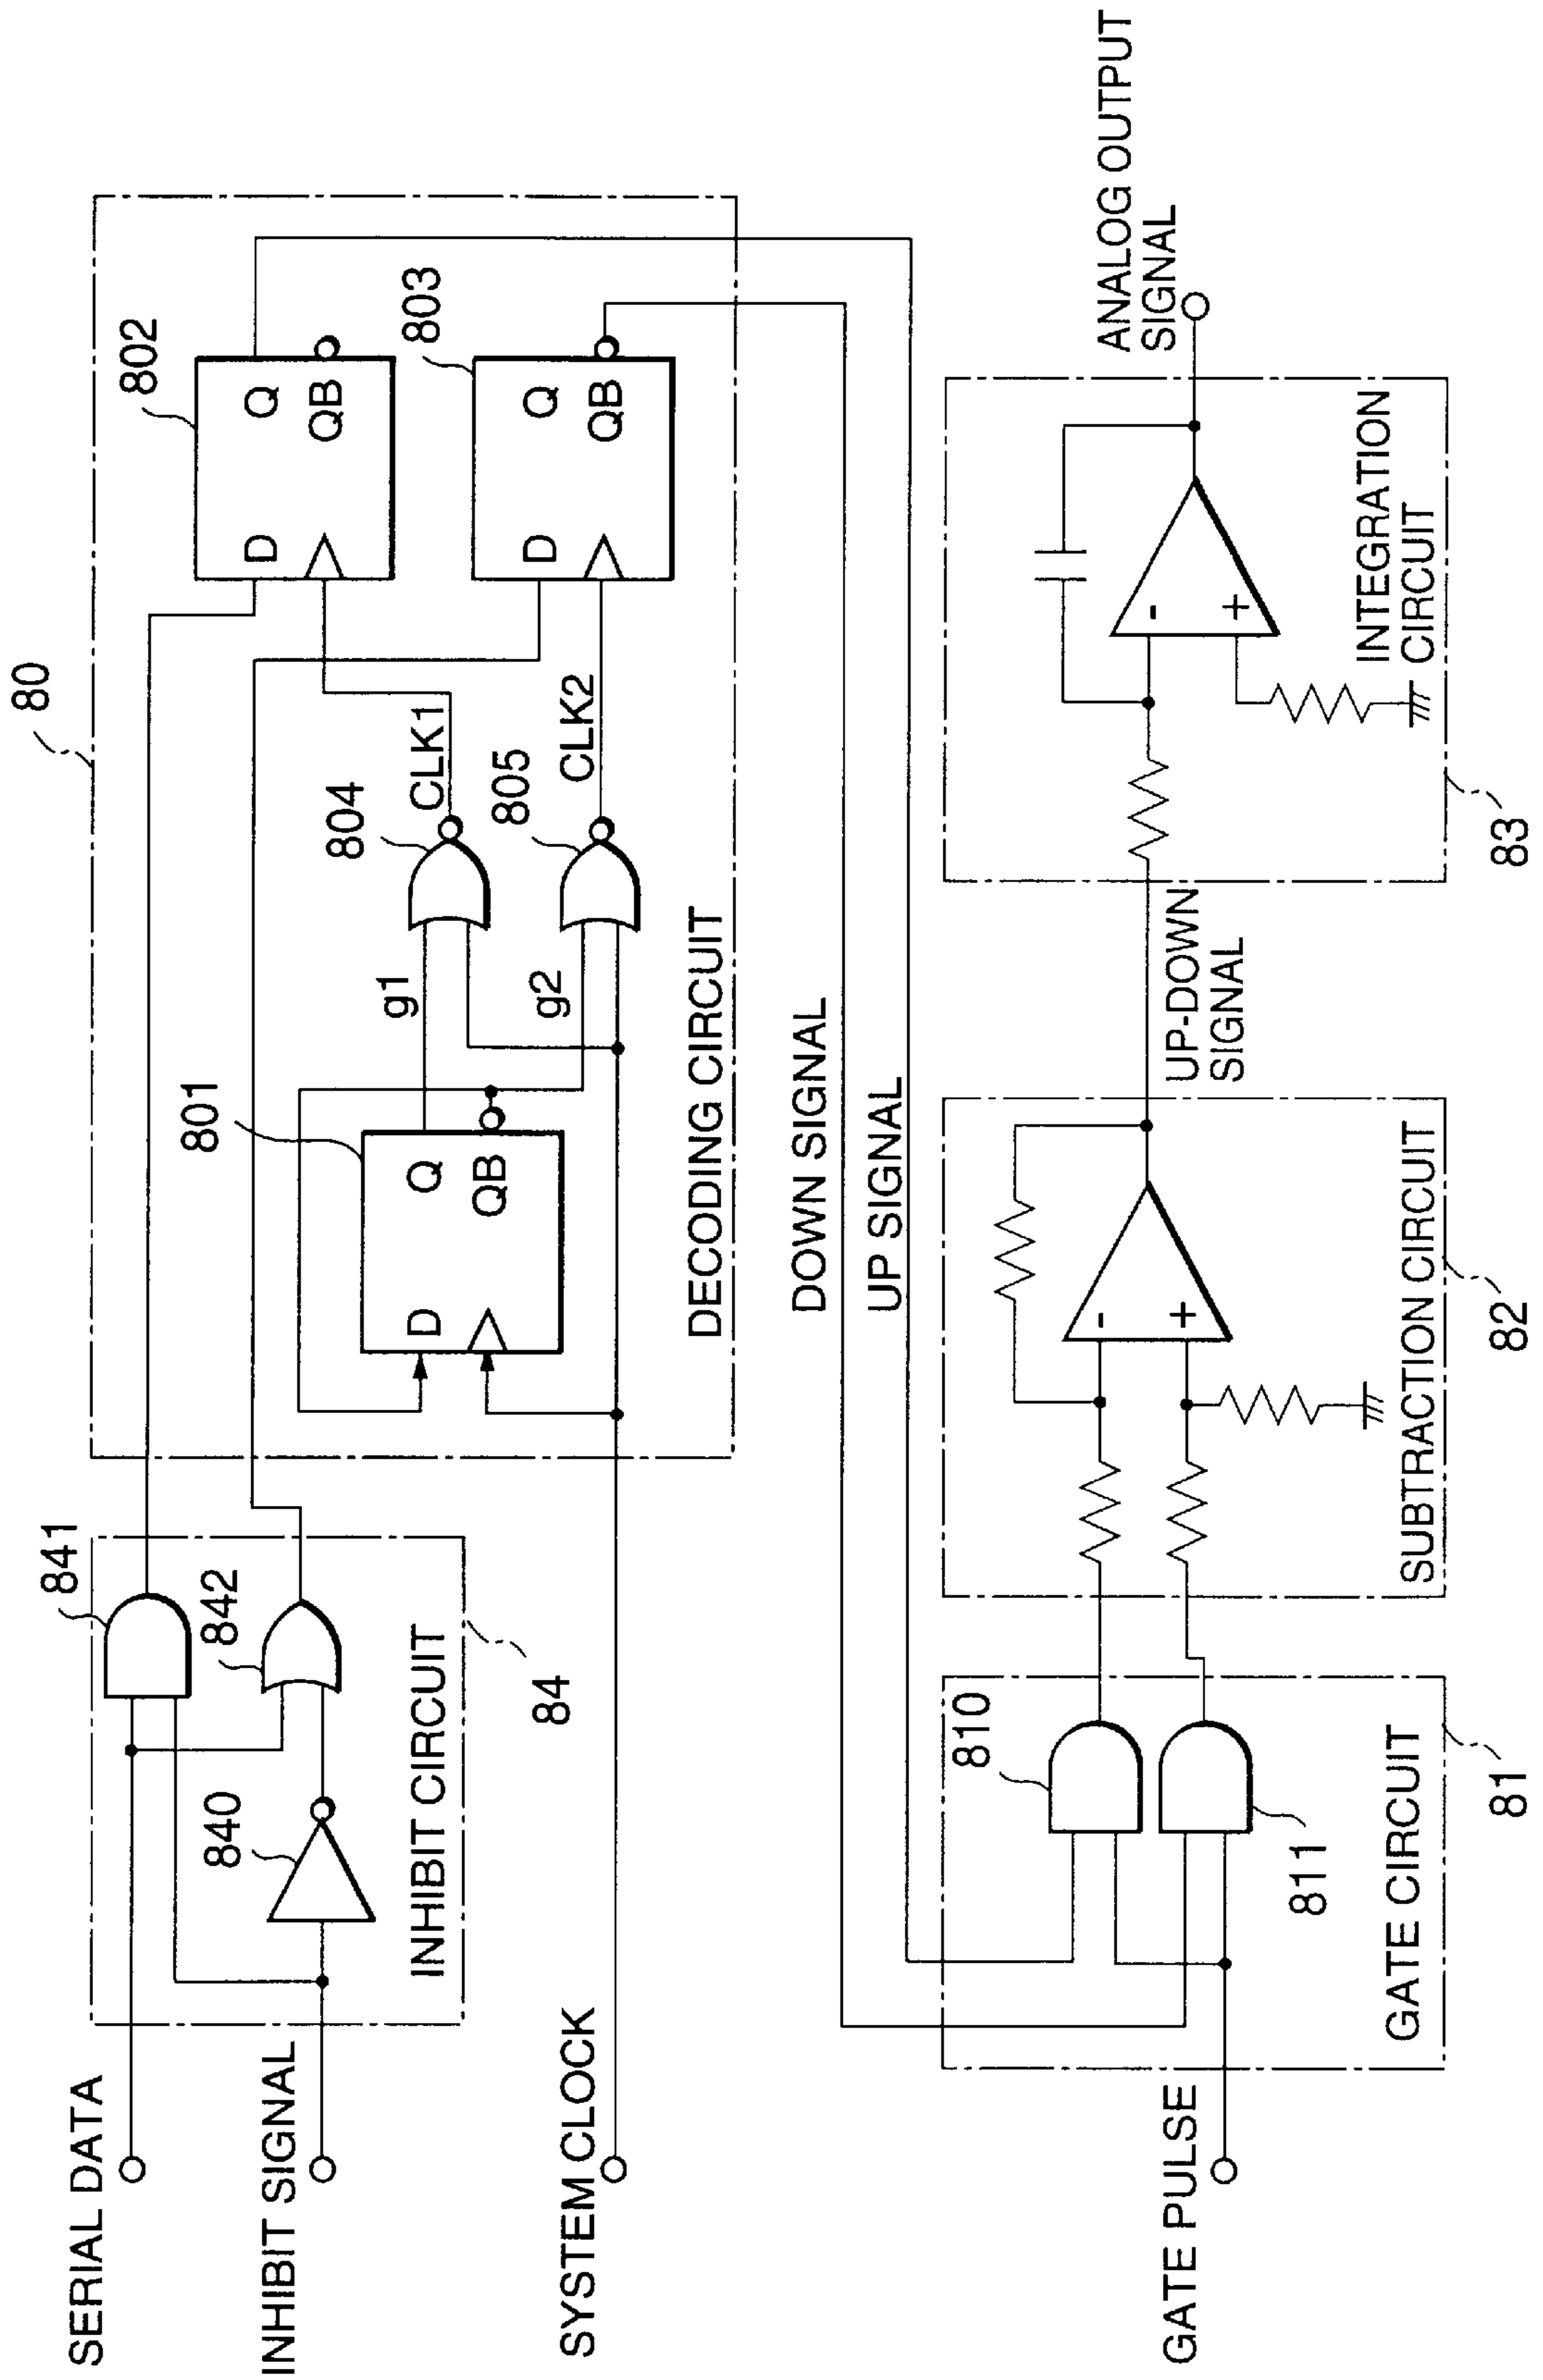 80
802
Q
QB
D
803
Q
QB
D
804
CLK1
805
CLK2
g1
g2
801
Q
QB
D
DECODING CIRCUIT
841
842
840
INHIBIT CIRCUIT
84
SERIAL DATA
INHIBIT SIGNAL
SYSTEM CLOCK
DOWN SIGNAL
UP SIGNAL
GATE PULSE
810
811
GATE CIRCUIT
81
-
+
SUBTRACTION CIRCUIT
82
UP-DOWN
SIGNAL
-
+
INTEGRATION
CIRCUIT
83
ANALOG OUTPUT
SIGNAL